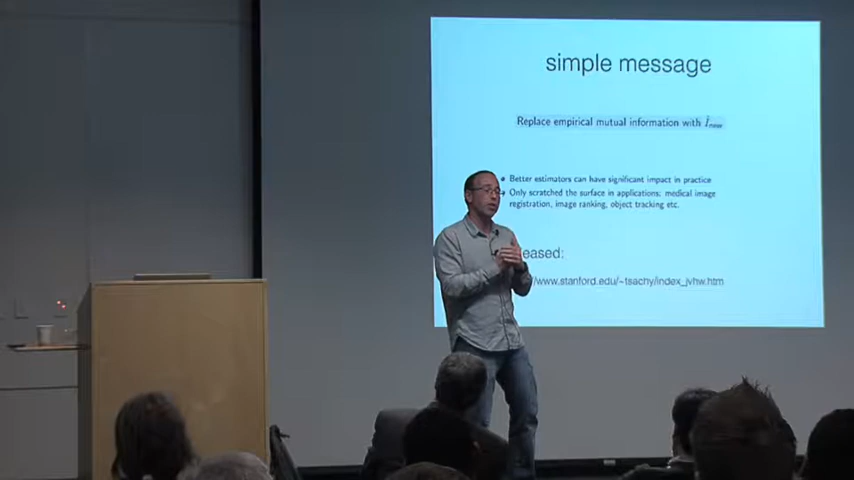 simple message
Replace empirical mutual information with Î_new
Better estimators can have significant impact in practice
Only scratched the surface in applications: medical image
registration, image ranking, object tracking etc.
eased:
/www.stanford.edu/~tsachy/index_jvhw.htm